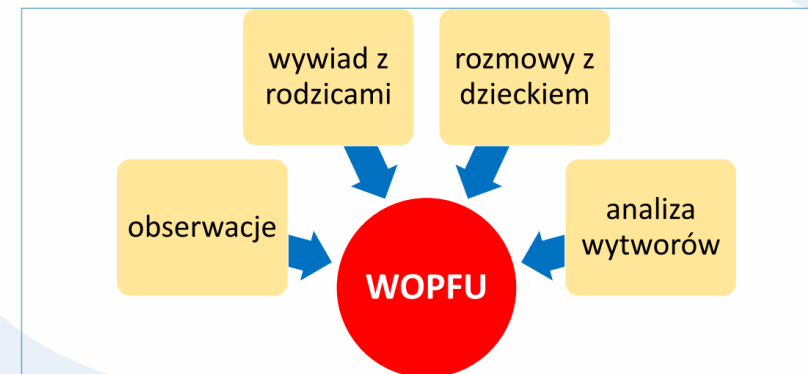 wywiad z
rodzicami
rozmowy z
dzieckiem
obserwacje
analiza
wytworów
WOPFU